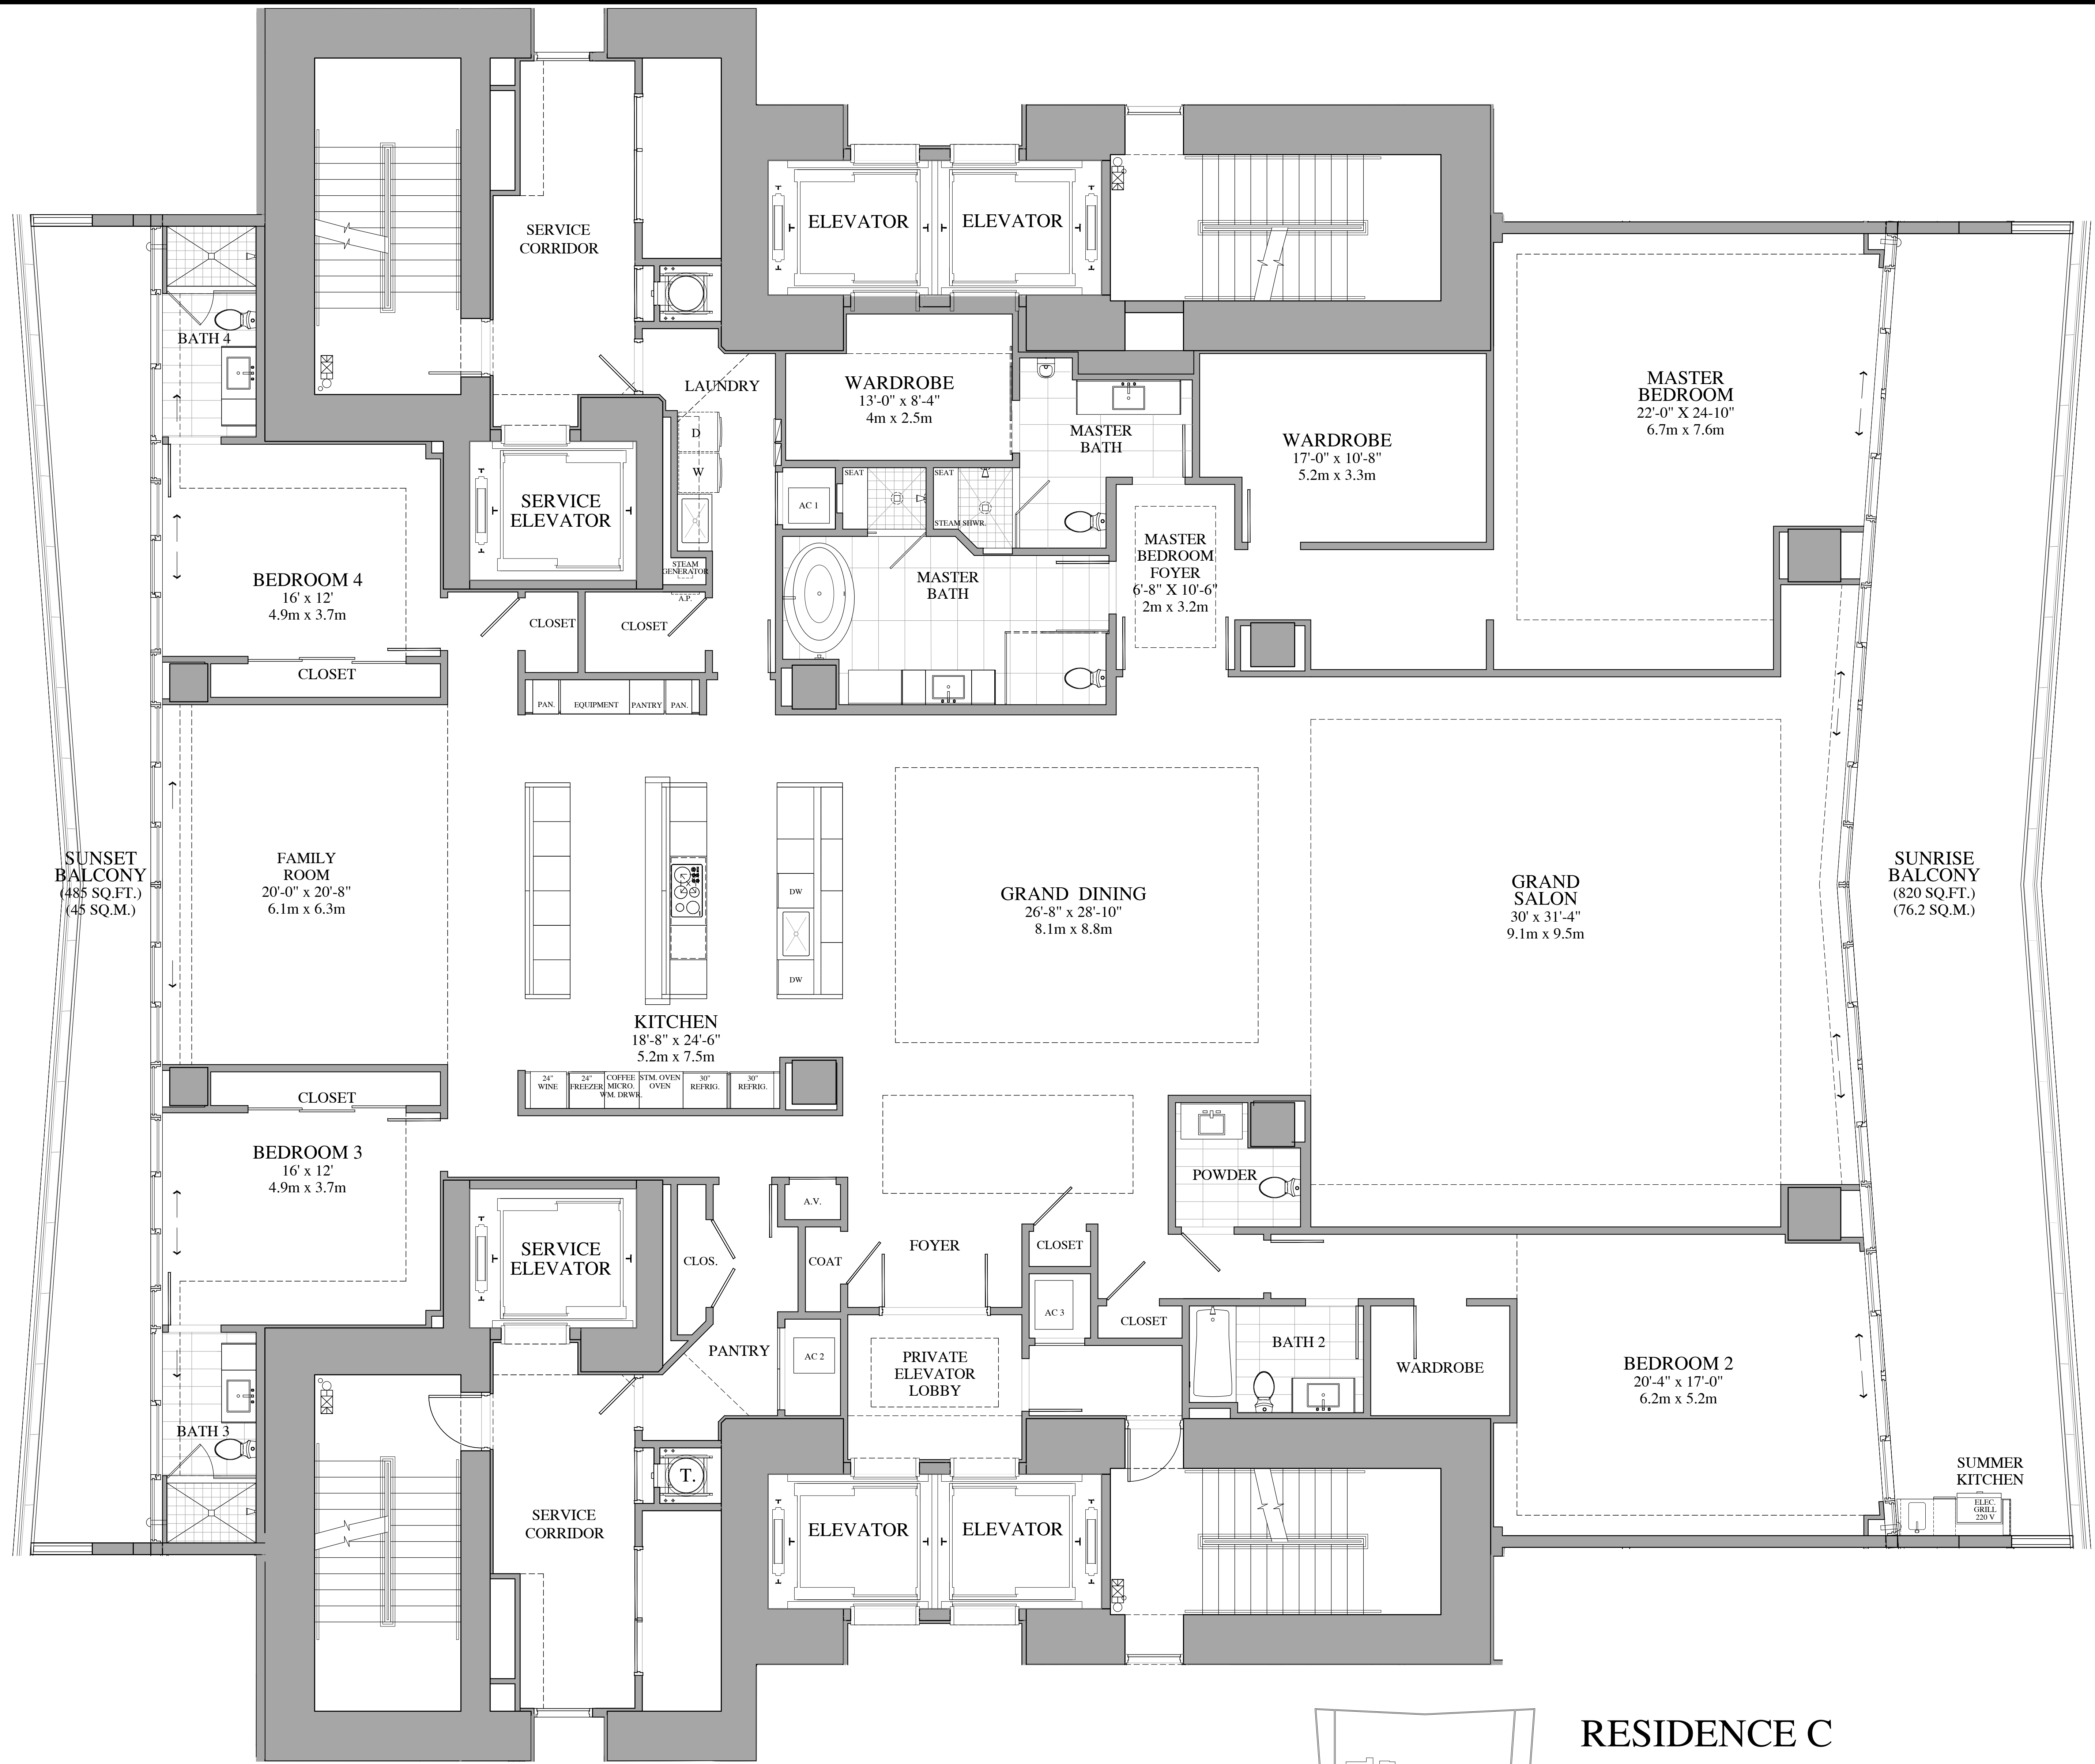 SERVICE
CORRIDOR
ELEVATOR
ELEVATOR
BATH 4
LAUNDRY
D
W
SERVICE
ELEVATOR
STEAM
GENERATOR
A.P.
WARDROBE
13'-0" x 8'-4"
4m x 2.5m
MASTER
BATH
AC 1
SEAT
SEAT
STEAM SHWR.
WARDROBE
17'-0" x 10'-8"
5.2m x 3.3m
MASTER
BEDROOM
22'-0" X 24-10"
6.7m x 7.6m
BEDROOM 4
16' x 12'
4.9m x 3.7m
CLOSET
CLOSET
CLOSET
MASTER
BATH
MASTER
BEDROOM
FOYER
6'-8" X 10'-6"
2m x 3.2m
PAN.
EQUIPMENT
PANTRY
PAN.
SUNSET
BALCONY
(485 SQ.FT.)
(45 SQ.M.)
FAMILY
ROOM
20'-0" x 20'-8"
6.1m x 6.3m
DW
DW
KITCHEN
18'-8" x 24'-6"
5.2m x 7.5m
GRAND DINING
26'-8" x 28'-10"
8.1m x 8.8m
GRAND
SALON
30' x 31'-4"
9.1m x 9.5m
SUNRISE
BALCONY
(820 SQ.FT.)
(76.2 SQ.M.)
24"
WINE
24"
FREEZER
COFFEE
MICRO.
WM. DRWR.
STM. OVEN
OVEN
30"
REFRIG.
30"
REFRIG.
CLOSET
BEDROOM 3
16' x 12'
4.9m x 3.7m
SERVICE
ELEVATOR
CLOS.
A.V.
COAT
FOYER
CLOSET
POWDER
AC 3
CLOSET
PANTRY
AC 2
PRIVATE
ELEVATOR
LOBBY
BATH 2
WARDROBE
BEDROOM 2
20'-4" x 17'-0"
6.2m x 5.2m
BATH 3
T.
SERVICE
CORRIDOR
ELEVATOR
ELEVATOR
SUMMER
KITCHEN
ELEC.
GRILL
220 V
RESIDENCE C